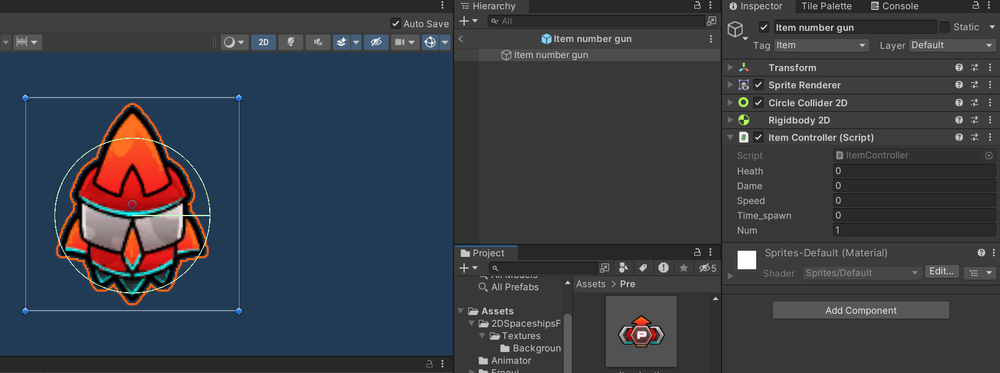 Hierarchy
Inspector
Tile Palette
Console
Auto Save
All
Item number gun
Static
2D
Item number gun
Tag
Item
Layer
Default
Item number gun
Transform
Sprite Renderer
Circle Collider 2D
Rigidbody 2D
# Item Controller (Script)
Script
# ItemController
Heath
0
Dame
0
Speed
0
Time_spawn
0
Num
1
Project
Sprites-Default (Material)
5
Shader
Sprites/Default
Edit...
All Models
All Prefabs
Assets > Pre
Assets
2DSpaceshipsF
Textures
Backgroun
Animator
P
Add Component